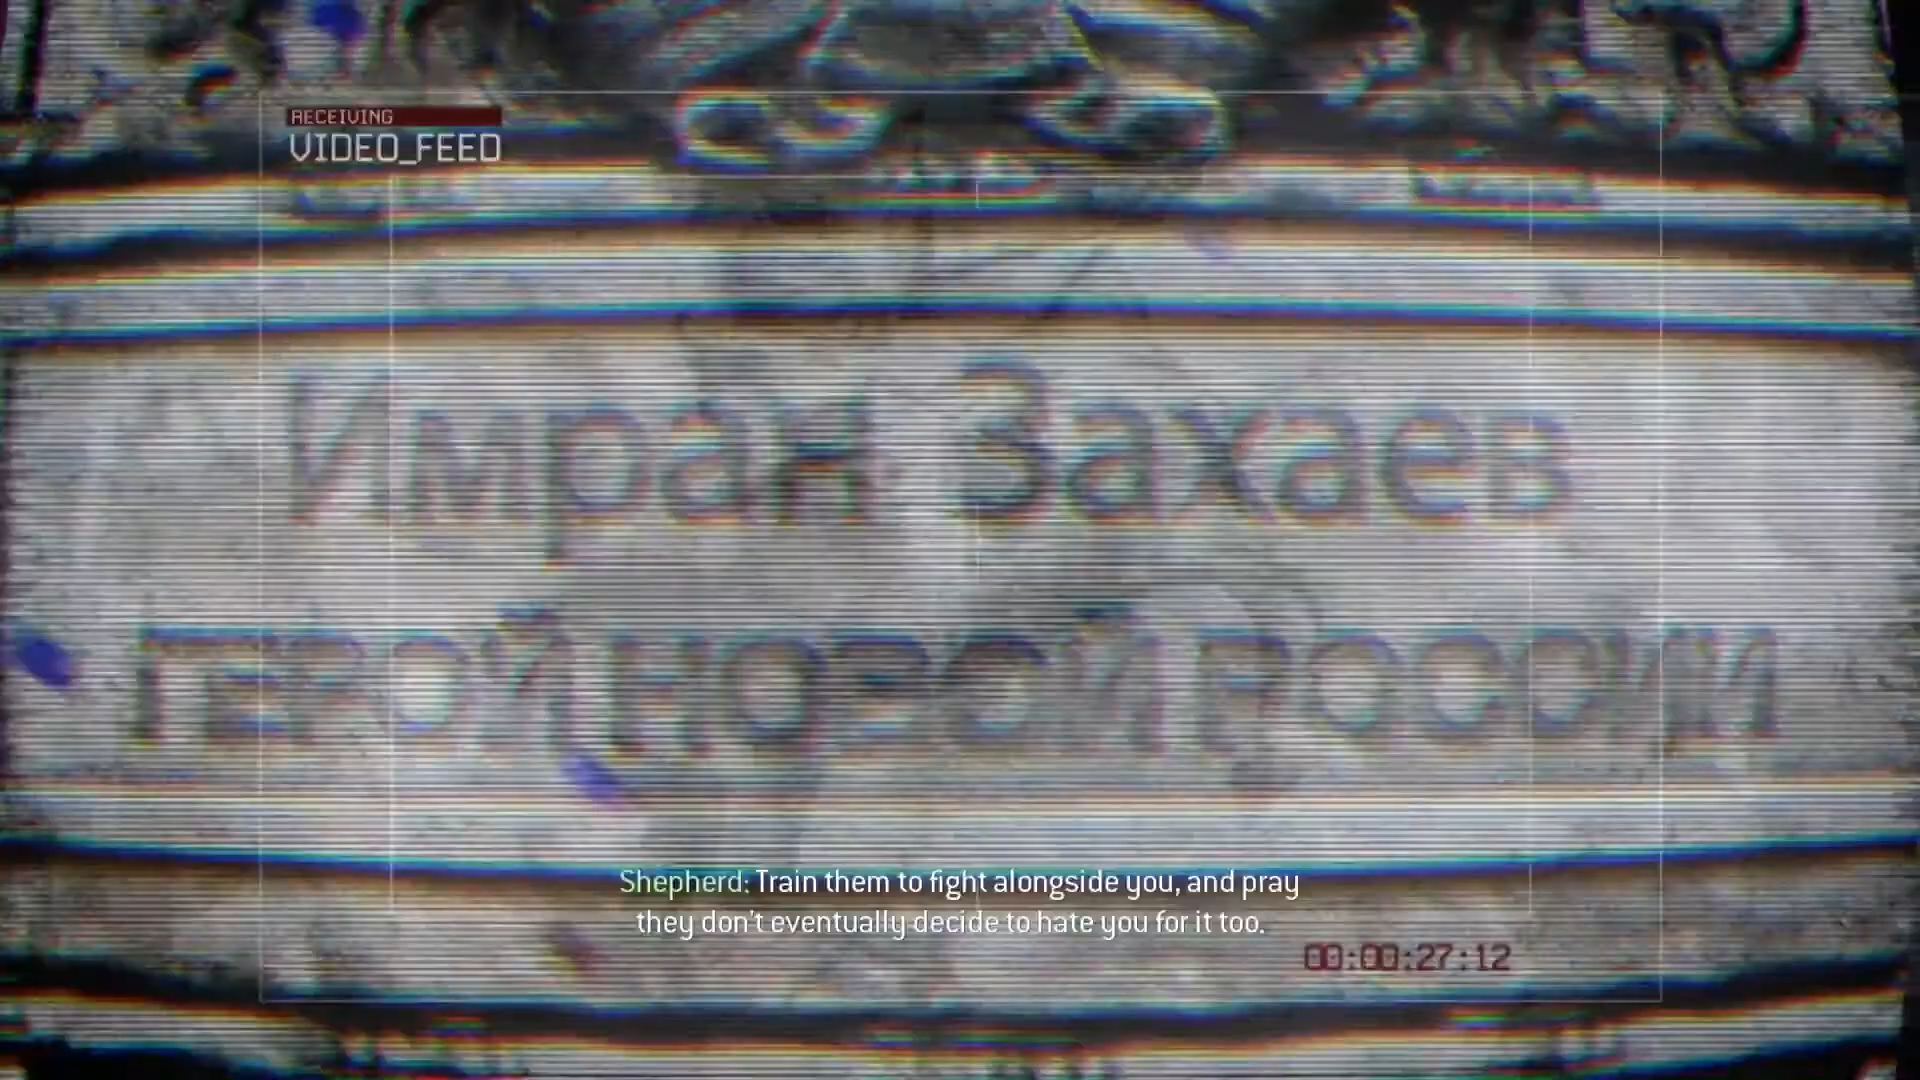 RECEIVING
VIDEO_FEED
Имран Захаев
ГЕРОЙ НОВОЙ РОССИИ
Shepherd: Train them to fight alongside you, and pray
they don't eventually decide to hate you for it too.
00:00:27:12